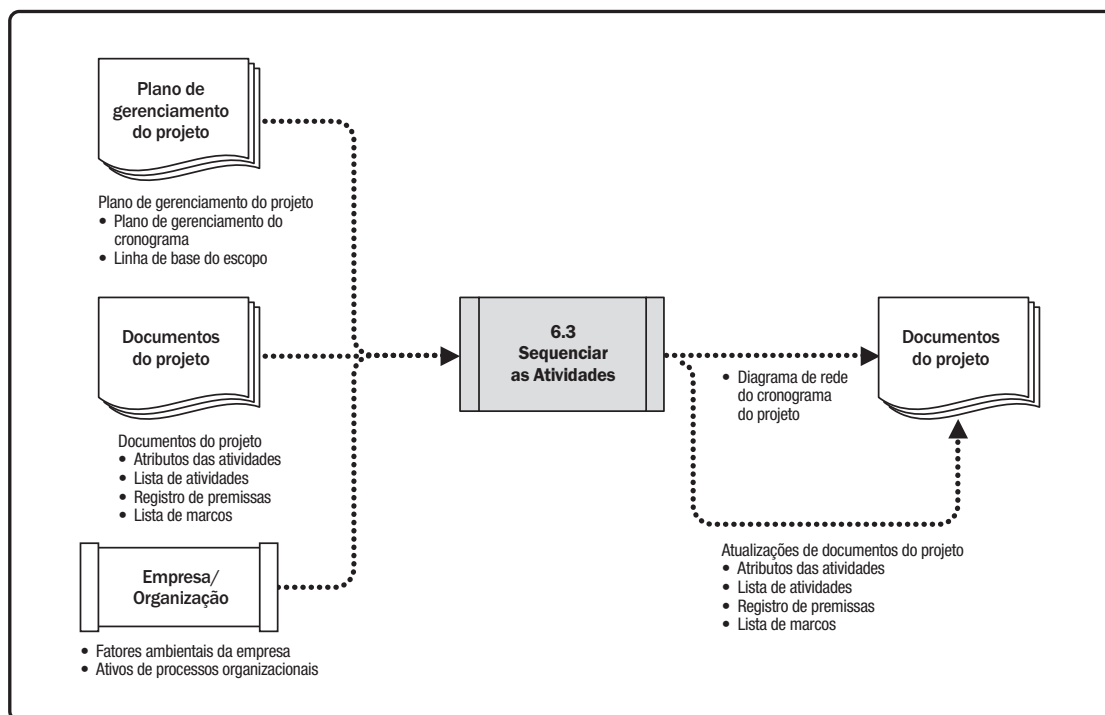 Plano de
gerenciamento
do projeto
Plano de gerenciamento do projeto
• Plano de gerenciamento do
cronograma
• Linha de base do escopo
Documentos
do projeto
Documentos do projeto
• Atributos das atividades
• Lista de atividades
• Registro de premissas
• Lista de marcos
Empresa/
Organização
• Fatores ambientais da empresa
• Ativos de processos organizacionais
6.3
Sequenciar
as Atividades
• Diagrama de rede
do cronograma
do projeto
Documentos
do projeto
Atualizações de documentos do projeto
• Atributos das atividades
• Lista de atividades
• Registro de premissas
• Lista de marcos